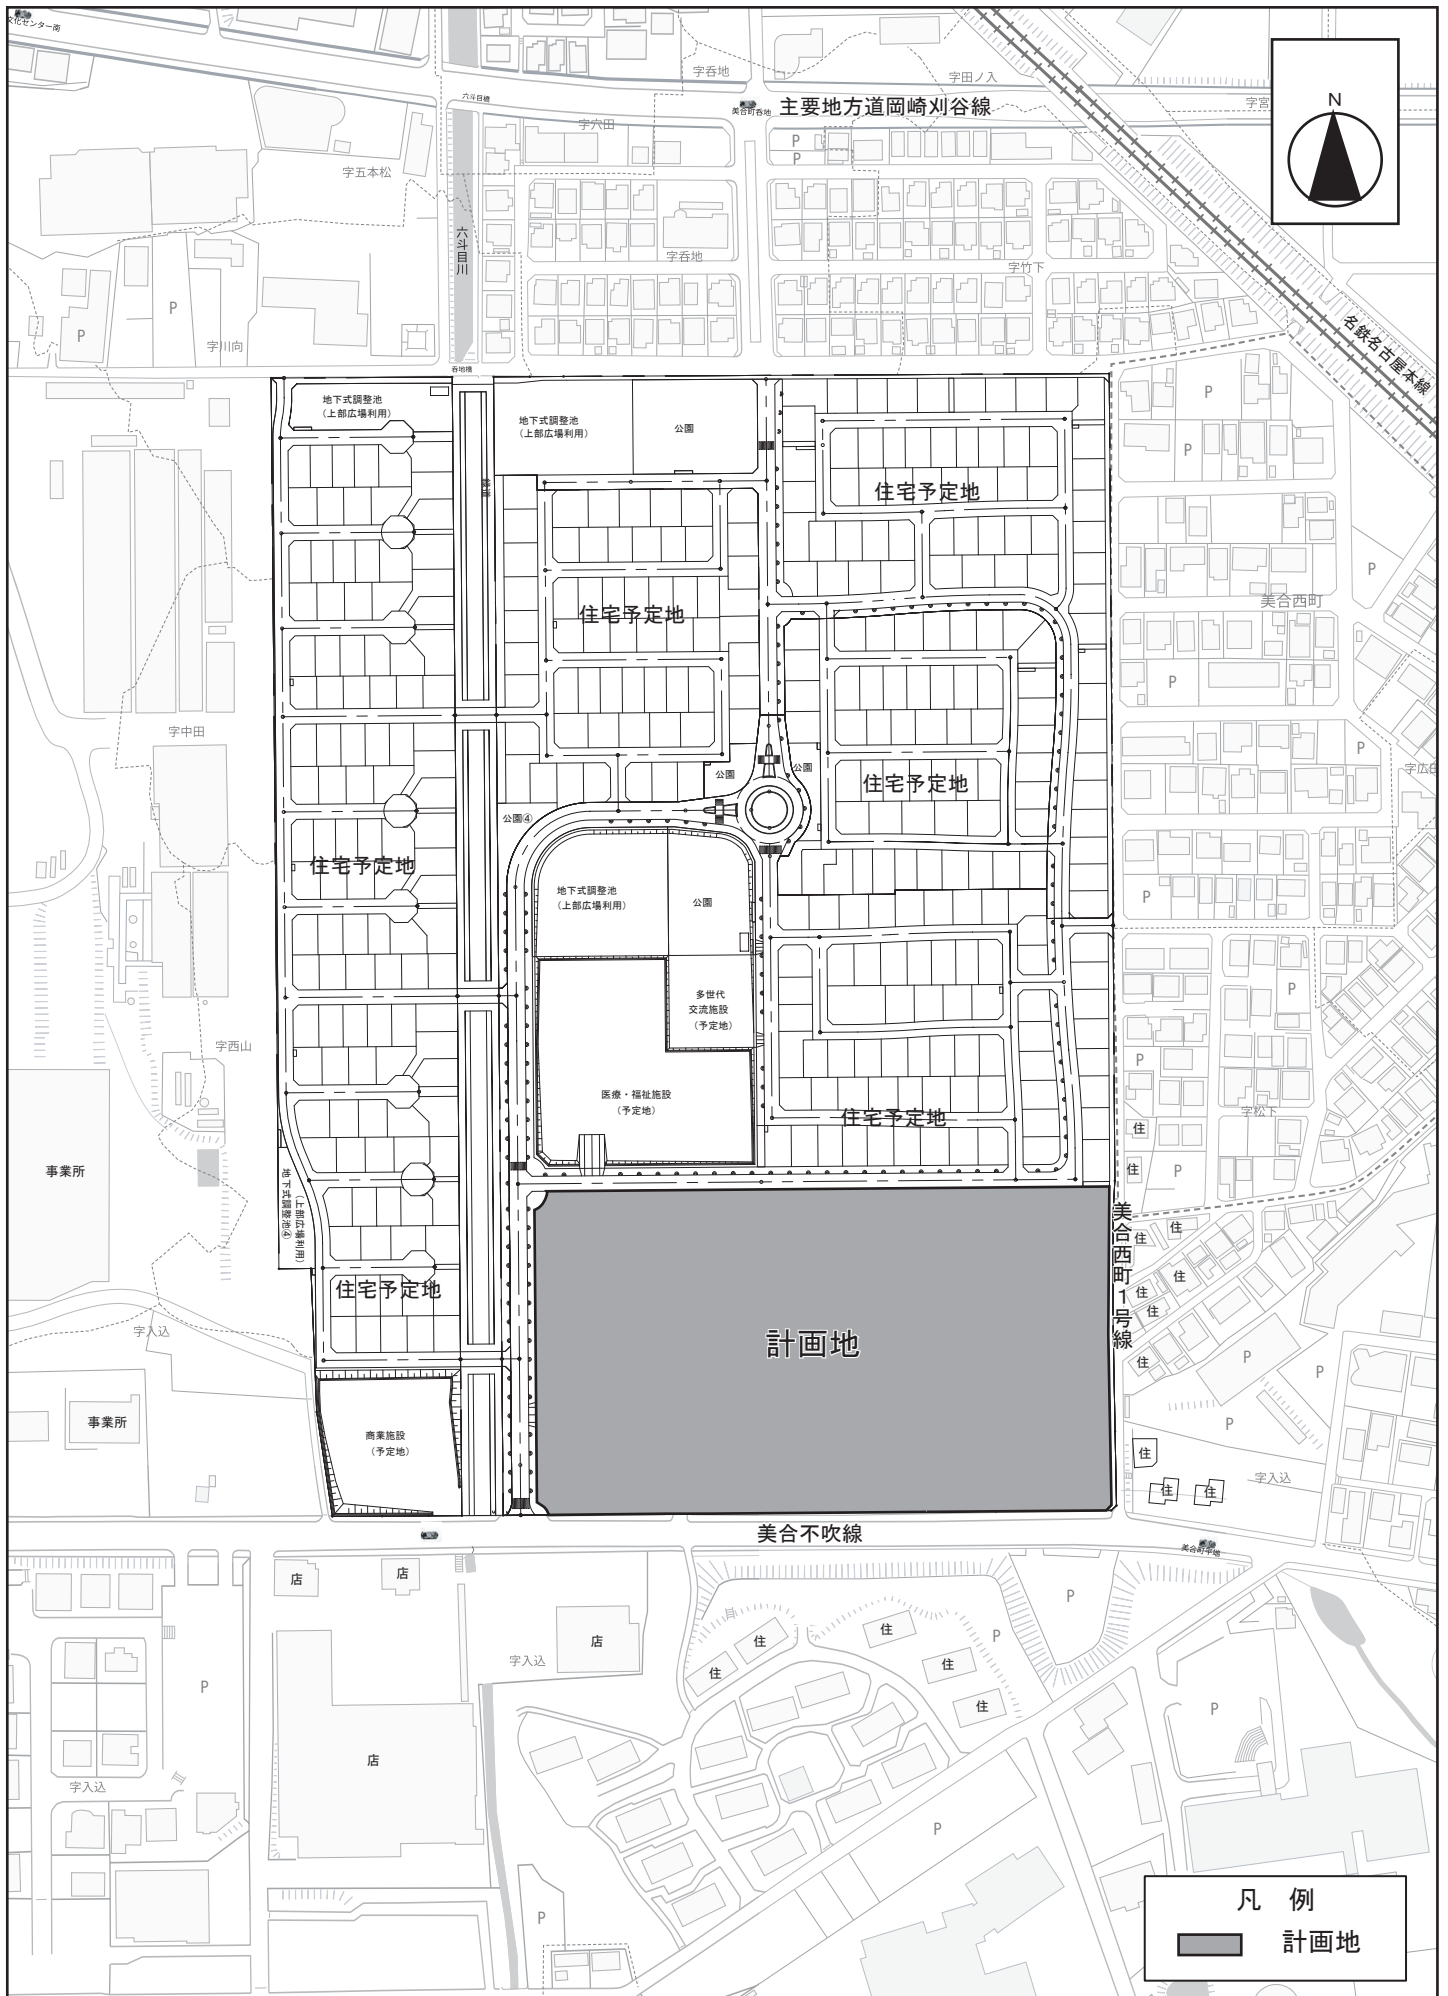 文化センター南
字呑地
字田ノ入
六斗目橋
美合町呑地
主要地方道岡崎刈谷線
字宮
N
字穴田
P
P
字五本松
六斗目川
字呑地
字竹下
P
P
字川向
呑地橋
名鉄名古屋本線
地下式調整池
(上部広場利用)
地下式調整池
(上部広場利用)
公園
P
P
住宅予定地
緑道
P
住宅予定地
美合西町
P
字中田
P
字広田
公園
公園
住宅予定地
公園④
住宅予定地
地下式調整池
(上部広場利用)
公園
P
多世代
交流施設
(予定地)
P
字西山
P
医療・福祉施設
(予定地)
住宅予定地
字松下
住
事業所
住
P
地下式調整池④
(上部広場利用)
美合西町1号線
住
住
住
住宅予定地
住
住
字入込
計画地
住
P
P
事業所
P
商業施設
(予定地)
住
字入込
住
住
美合不吹線
美合町平端
店
店
P
店
住
住
P
字入込
住
住
住
P
P
店
字入込
P
P
凡 例
計画地